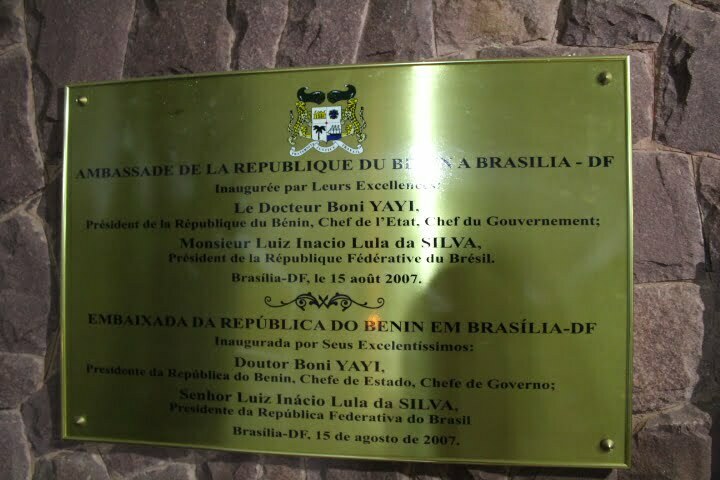 AMBASSADE DE LA REPUBLIQUE DU BENIN A BRASILIA - DF
Inaugurée par Leurs Excellences:
Le Docteur Boni YAYI,
Président de la République du Bénin, Chef de l'Etat, Chef du Gouvernement;
Monsieur Luiz Inacio Lula da SILVA,
Président de la République Fédérative du Brésil.
Brasília-DF, le 15 août 2007.
EMBAIXADA DA REPÚBLICA DO BENIN EM BRASÍLIA-DF
Inaugurada por Seus Excelentíssimos:
Doutor Boni YAYI,
Presidente da República do Benin, Chefe de Estado, Chefe de Governo;
Senhor Luiz Inácio Lula da SILVA,
Presidente da República Federativa do Brasil
Brasília-DF, 15 de agosto de 2007.